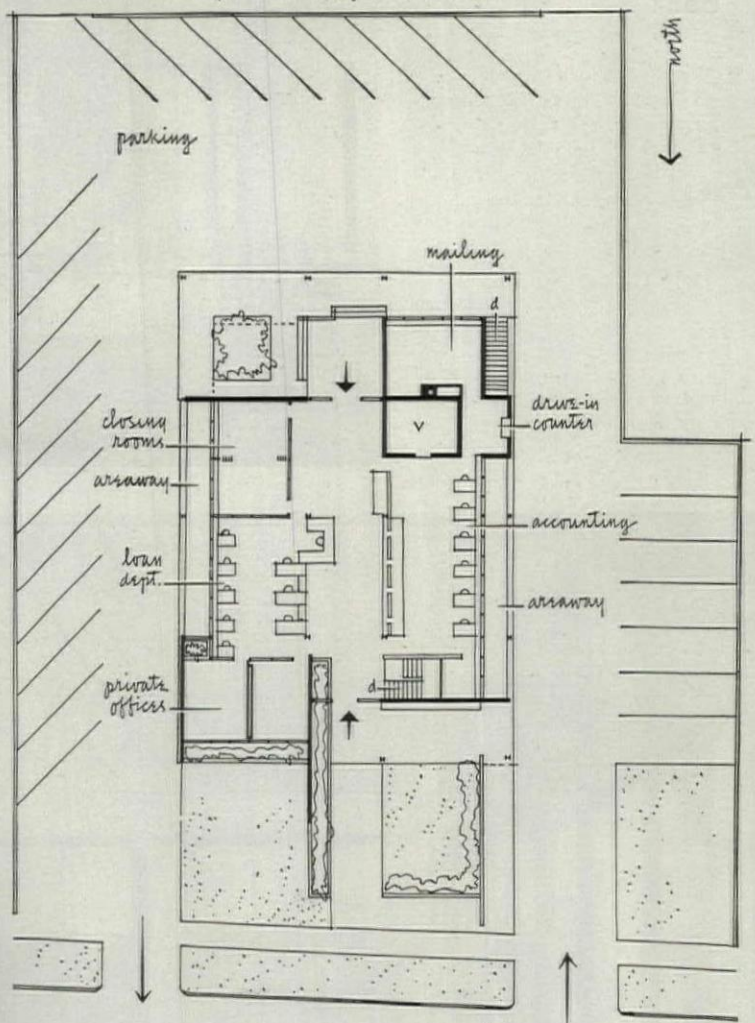 north
parking
mailing
d
closing
rooms
drive-in
counter
V
areaway
accounting
loan
dept.
areaway
private
offices
d